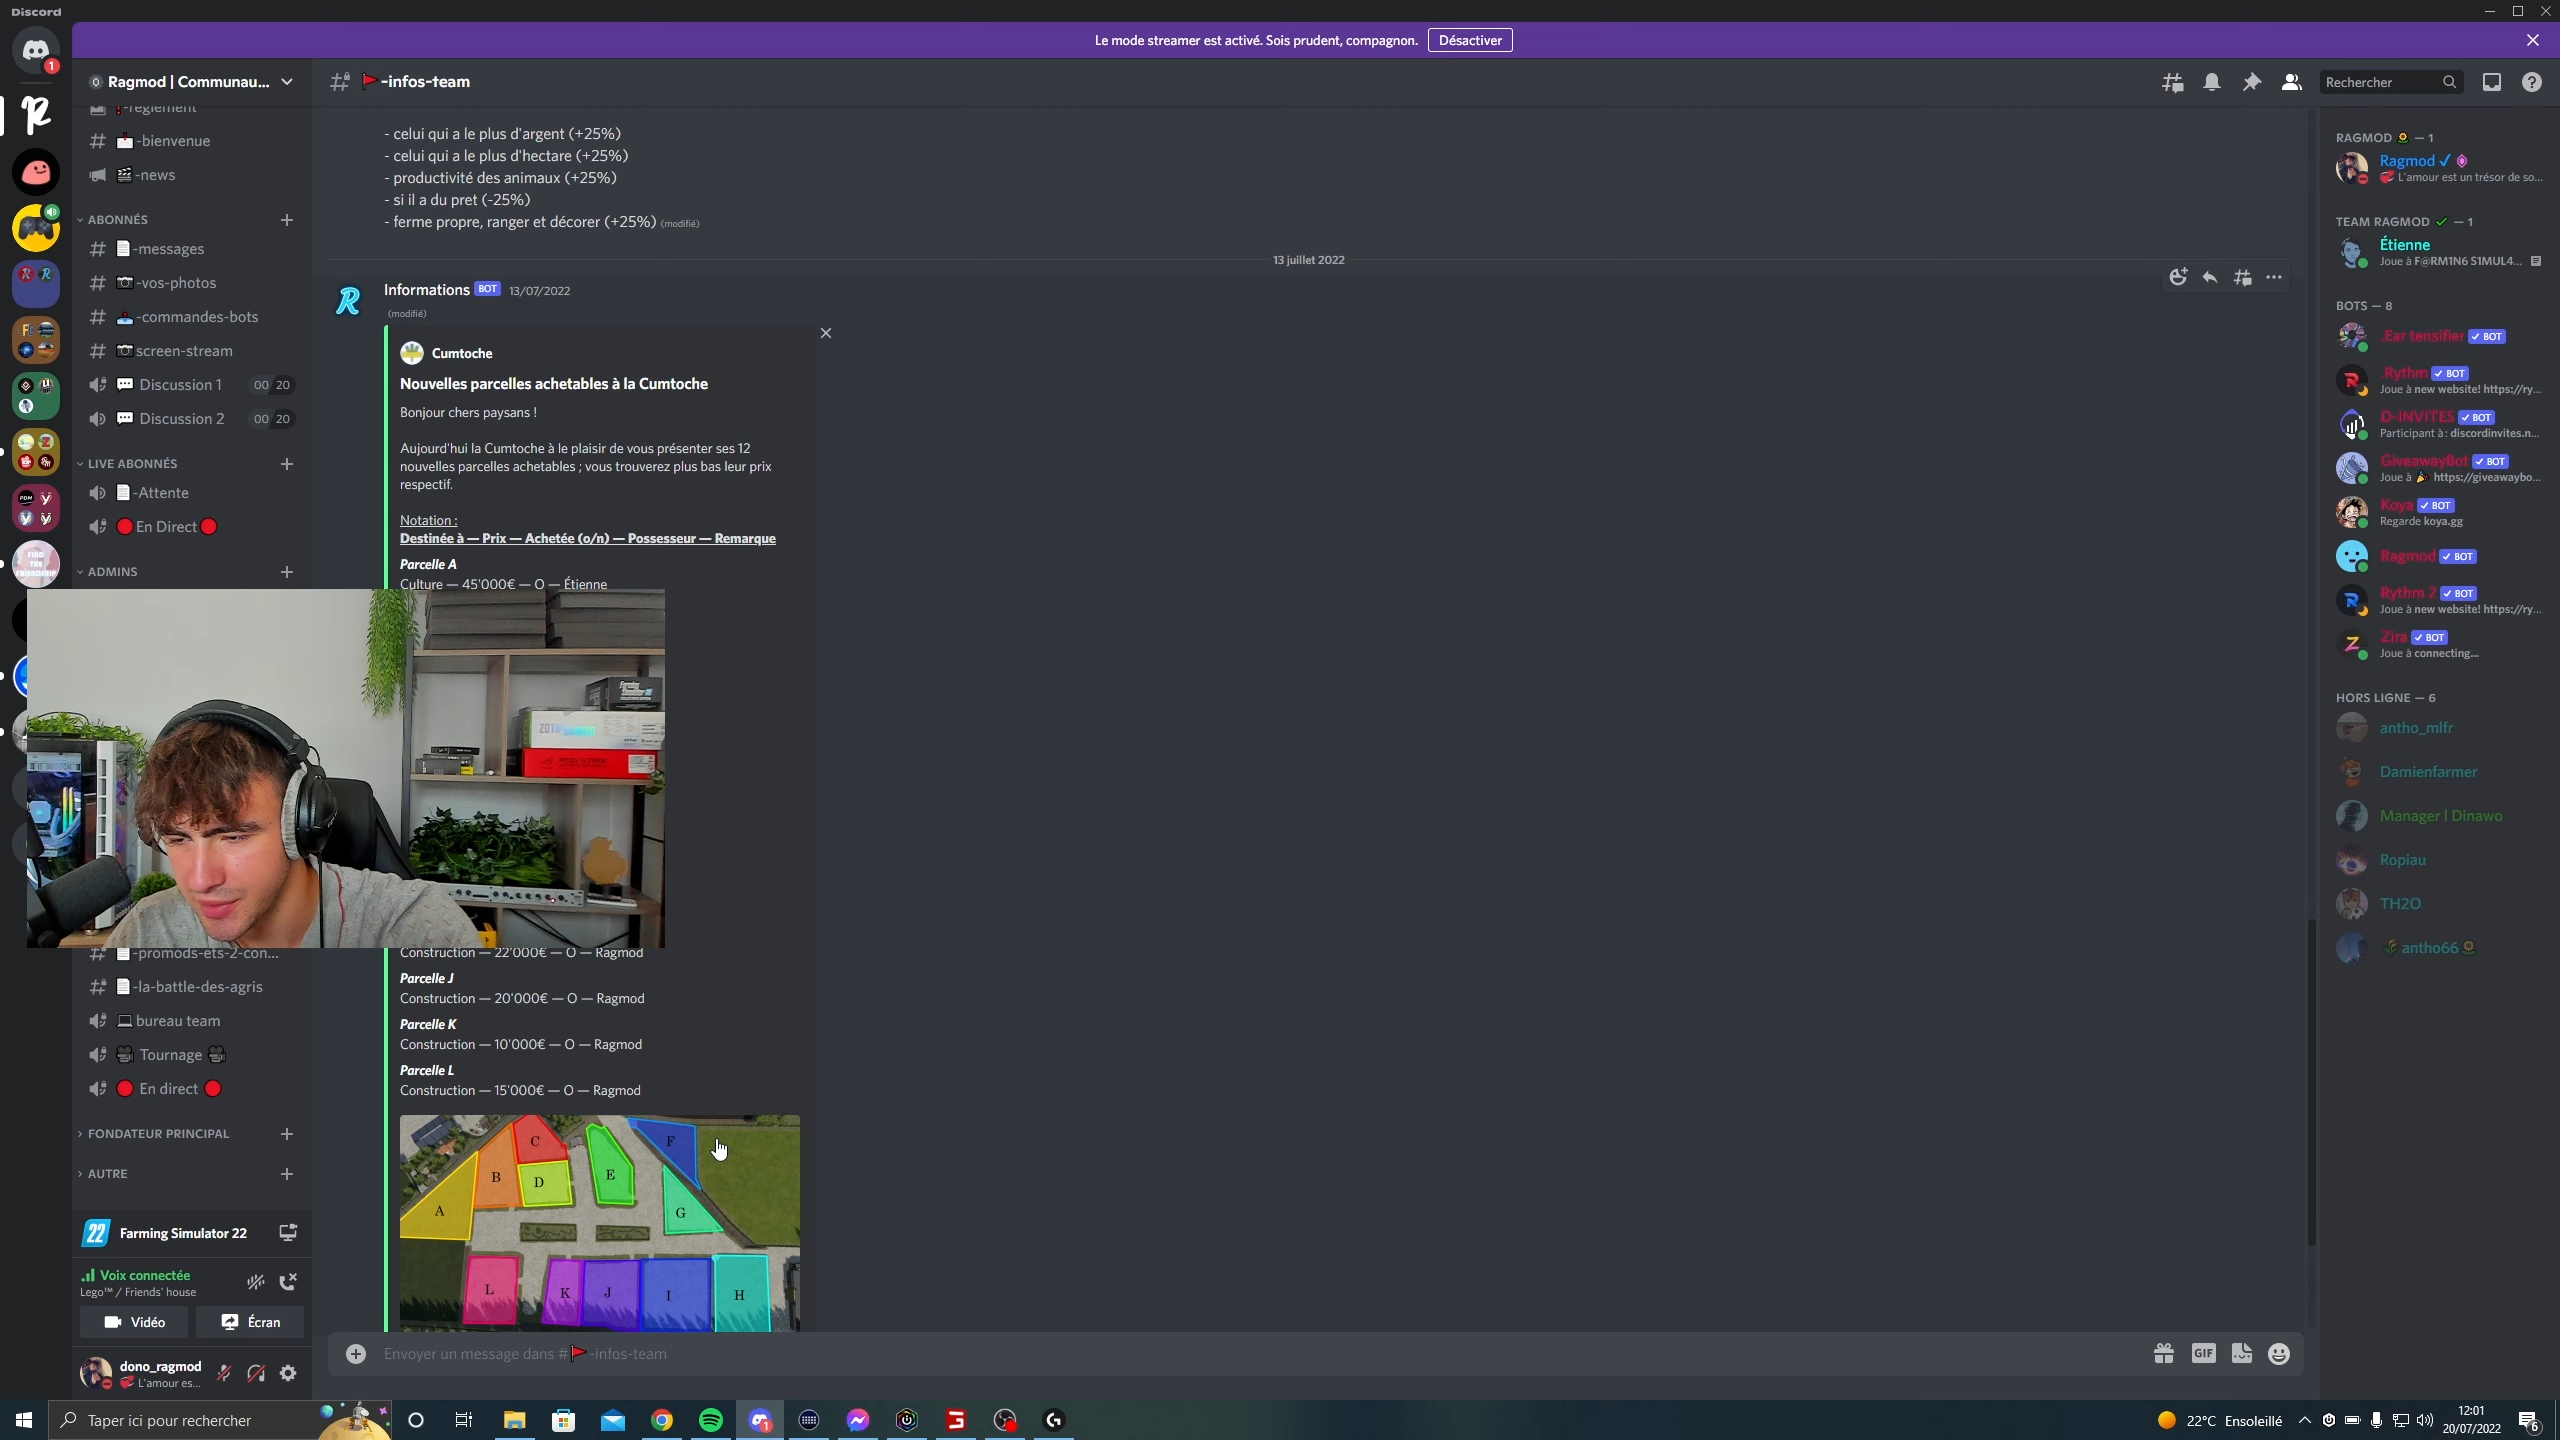 Discord
Le mode streamer est activé. Sois prudent, compagnon.
Désactiver
Ragmod | Communau...
-infos-team
Rechercher
-règlement
-bienvenue
-news
ABONNÉS
-messages
-vos-photos
-commandes-bots
screen-stream
Discussion 1
00 20
Discussion 2
00 20
LIVE ABONNÉS
-Attente
En Direct
ADMINS
-promods-ets-2-con...
-la-battle-des-agris
bureau team
Tournage
En direct
FONDATEUR PRINCIPAL
AUTRE
22 Farming Simulator 22
Voix connectée
Lego™ / Friends' house
Vidéo
Écran
dono_ragmod
L'amour es...
- celui qui a le plus d'argent (+25%)
- celui qui a le plus d'hectare (+25%)
- productivité des animaux (+25%)
- si il a du pret (-25%)
- ferme propre, ranger et décorer (+25%) (modifié)
13 juillet 2022
Informations BOT 13/07/2022
(modifié)
Cumtoche
Nouvelles parcelles achetables à la Cumtoche
Bonjour chers paysans !
Aujourd'hui la Cumtoche à le plaisir de vous présenter ses 12
nouvelles parcelles achetables ; vous trouverez plus bas leur prix
respectif.
Notation :
Destinée à — Prix — Achetée (o/n) — Possesseur — Remarque
Parcelle A
Culture — 45'000€ — O — Étienne
Construction — 22'000€ — O — Ragmod
Parcelle J
Construction — 20'000€ — O — Ragmod
Parcelle K
Construction — 10'000€ — O — Ragmod
Parcelle L
Construction — 15'000€ — O — Ragmod
C
F
B
D
E
A
G
L
K
J
I
H
Envoyer un message dans # -infos-team
GIF
RAGMOD — 1
Ragmod
L'amour est un trésor de so...
TEAM RAGMOD — 1
Étienne
Joue à F@RM1N6 S1MUL4...
BOTS — 8
.Ear tensifier BOT
.Rythm BOT
Joue à new website! https://ry...
D-INVITES BOT
Participant à : discordinvites.n...
GiveawayBot BOT
Joue à https://giveawaybo...
Koya BOT
Regarde koya.gg
Ragmod BOT
Rythm 2 BOT
Joue à new website! https://ry...
Zira BOT
Joue à connecting...
HORS LIGNE — 6
antho_mlfr
Damienfarmer
Manager l Dinawo
Ropiau
TH2O
antho66
Taper ici pour rechercher
22°C Ensoleillé
12:01
20/07/2022
6